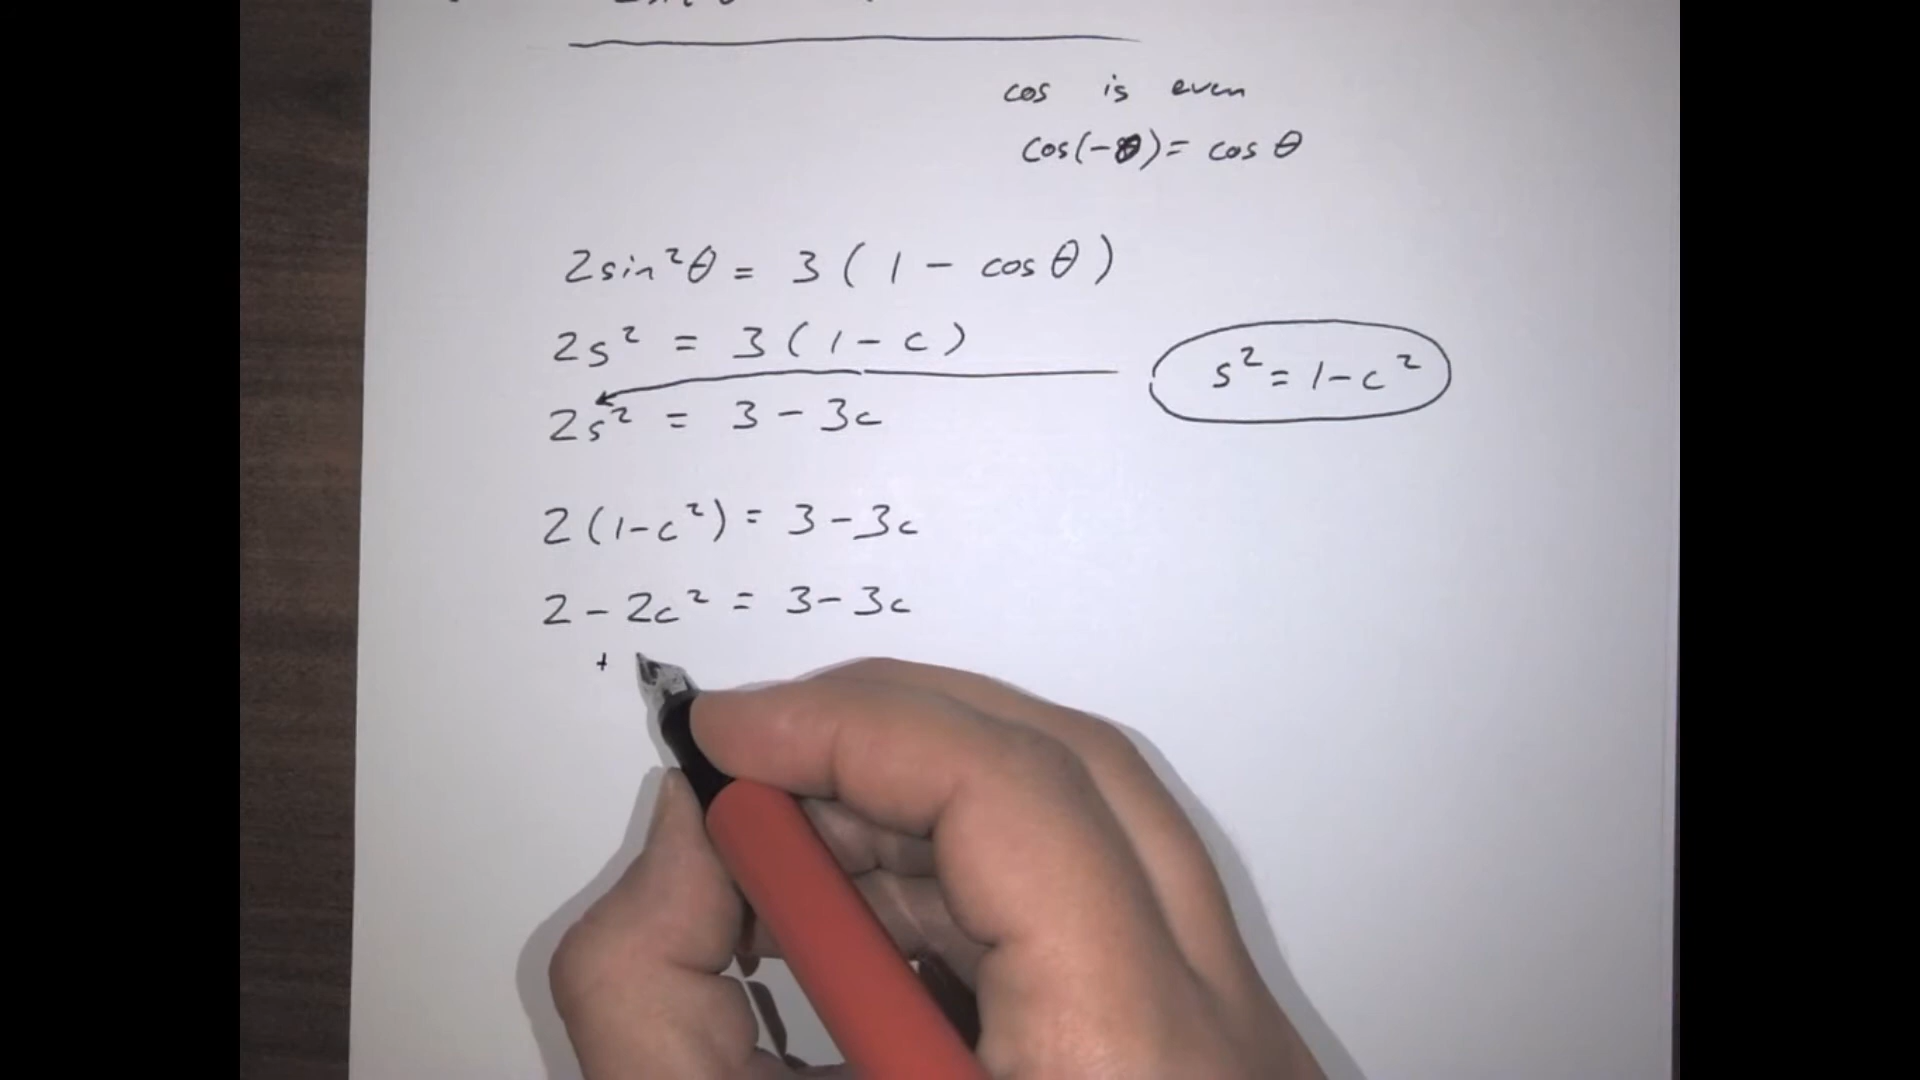 cos is even
cos(-θ) = cos θ
2sin²θ = 3(1 - cosθ)
2s² = 3(1-c)
s² = 1-c²
2s² = 3 - 3c
2(1-c²) = 3-3c
2 - 2c² = 3-3c
+